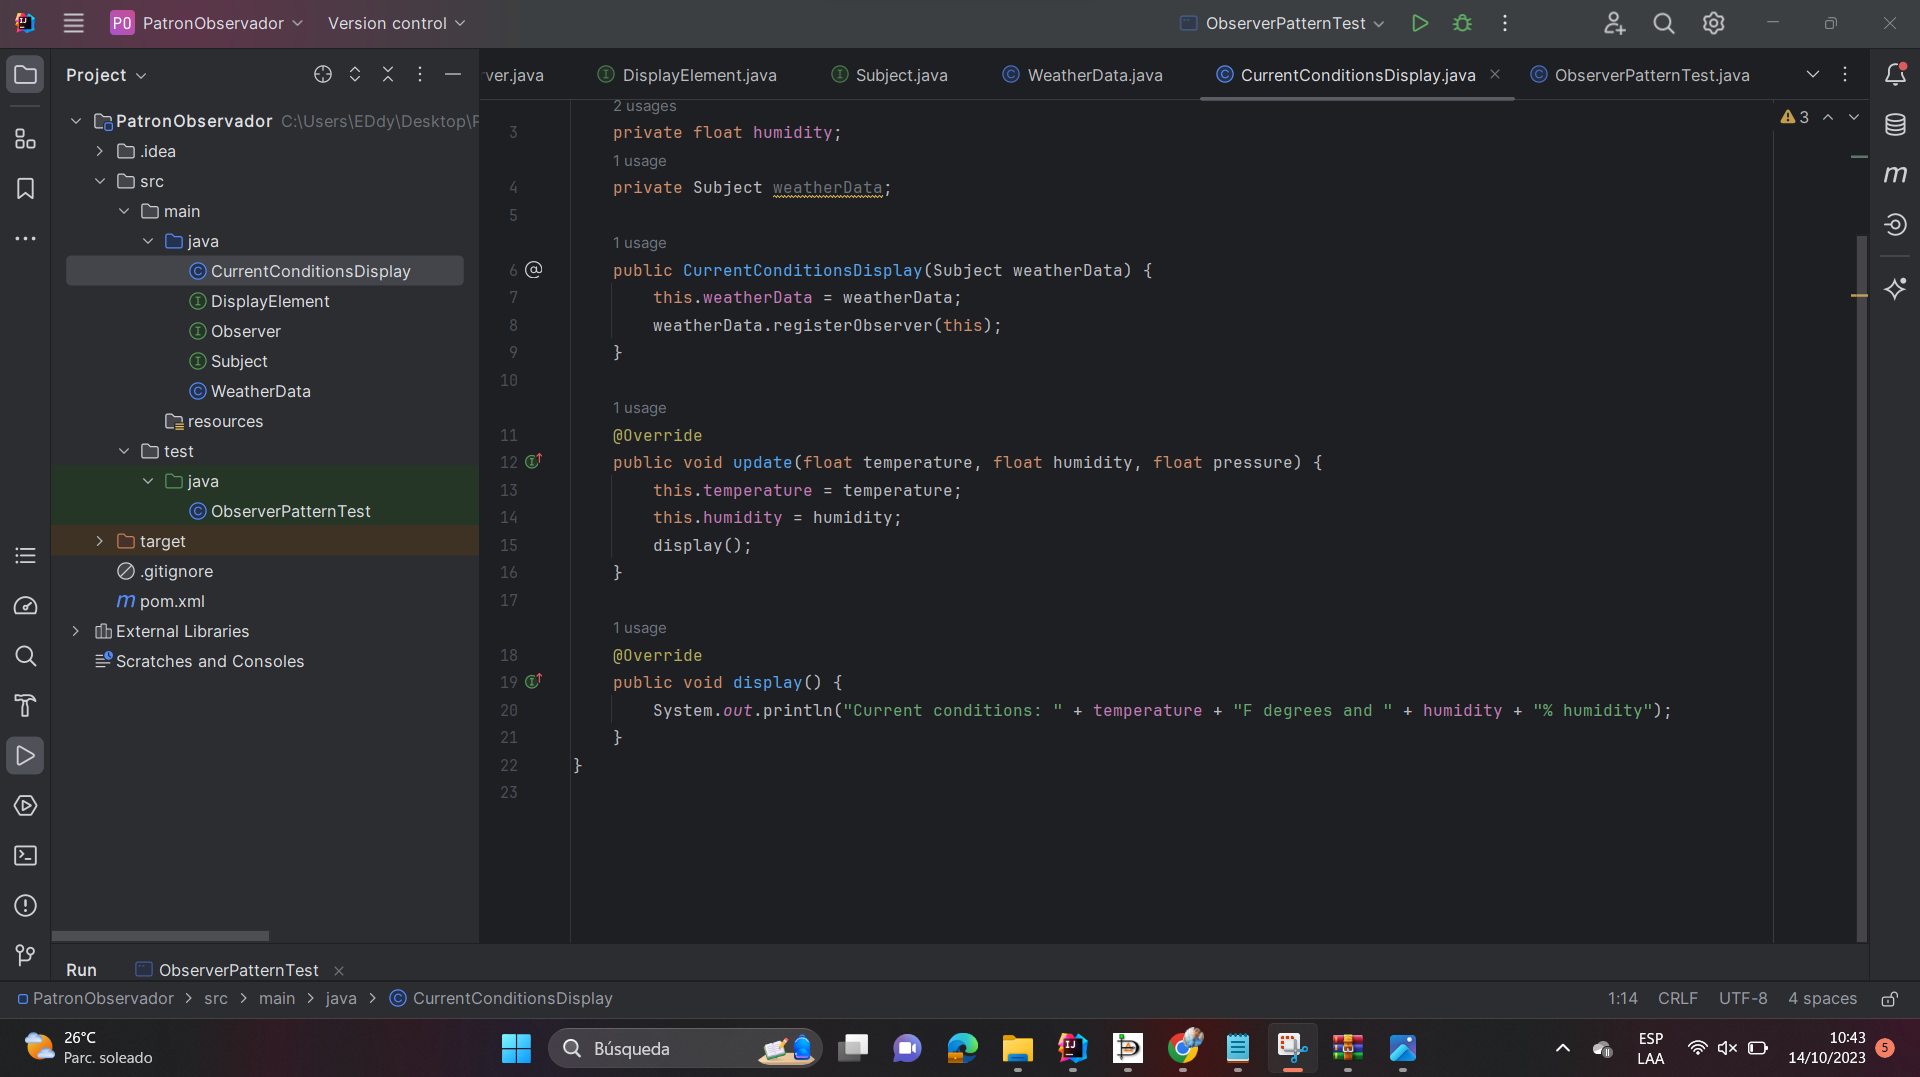 PO PatronObservador Version control ObserverPatternTest
Project
ver.java DisplayElement.java Subject.java WeatherData.java CurrentConditionsDisplay.java ObserverPatternTest.java
PatronObservador C:\Users\EDdy\Desktop\
.idea
src
main
java
CurrentConditionsDisplay
DisplayElement
Observer
Subject
WeatherData
resources
test
java
ObserverPatternTest
target
.gitignore
pom.xml
External Libraries
Scratches and Consoles
2 usages
3 private float humidity;
1 usage
4 private Subject weatherData;
5
1 usage
6 public CurrentConditionsDisplay(Subject weatherData) {
7 this.weatherData = weatherData;
8 weatherData.registerObserver(this);
9 }
10
1 usage
11 @Override
12 public void update(float temperature, float humidity, float pressure) {
13 this.temperature = temperature;
14 this.humidity = humidity;
15 display();
16 }
17
1 usage
18 @Override
19 public void display() {
20 System.out.println("Current conditions: " + temperature + "F degrees and " + humidity + "% humidity");
21 }
22 }
23
3
Run ObserverPatternTest
PatronObservador > src > main > java > CurrentConditionsDisplay
1:14 CRLF UTF-8 4 spaces
26°C
Parc. soleado
Búsqueda
ESP
LAA
10:43
14/10/2023
5